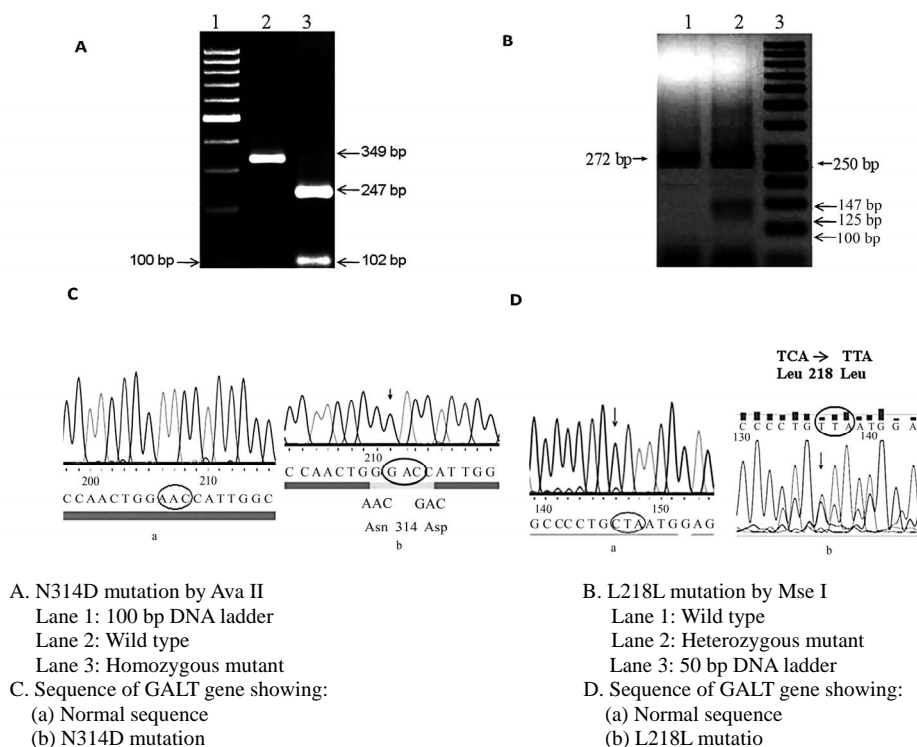 A
1 2 3
349 bp
247 bp
100 bp
102 bp
B
1 2 3
272 bp
250 bp
147 bp
125 bp
100 bp
C
200 210
CCAACTGGAACCATTGGC
a
210
CCAACTGGGACCATTGG
AAC GAC
Asn 314 Asp
b
D
140 150
GCCCCTGCTAATGGAG
a
TCA → TTA
Leu 218 Leu
CCCCTGTTAATGGA
130 140
b
A. N314D mutation by Ava II
Lane 1: 100 bp DNA ladder
Lane 2: Wild type
Lane 3: Homozygous mutant
C. Sequence of GALT gene showing:
(a) Normal sequence
(b) N314D mutation
B. L218L mutation by Mse I
Lane 1: Wild type
Lane 2: Heterozygous mutant
Lane 3: 50 bp DNA ladder
D. Sequence of GALT gene showing:
(a) Normal sequence
(b) L218L mutatio